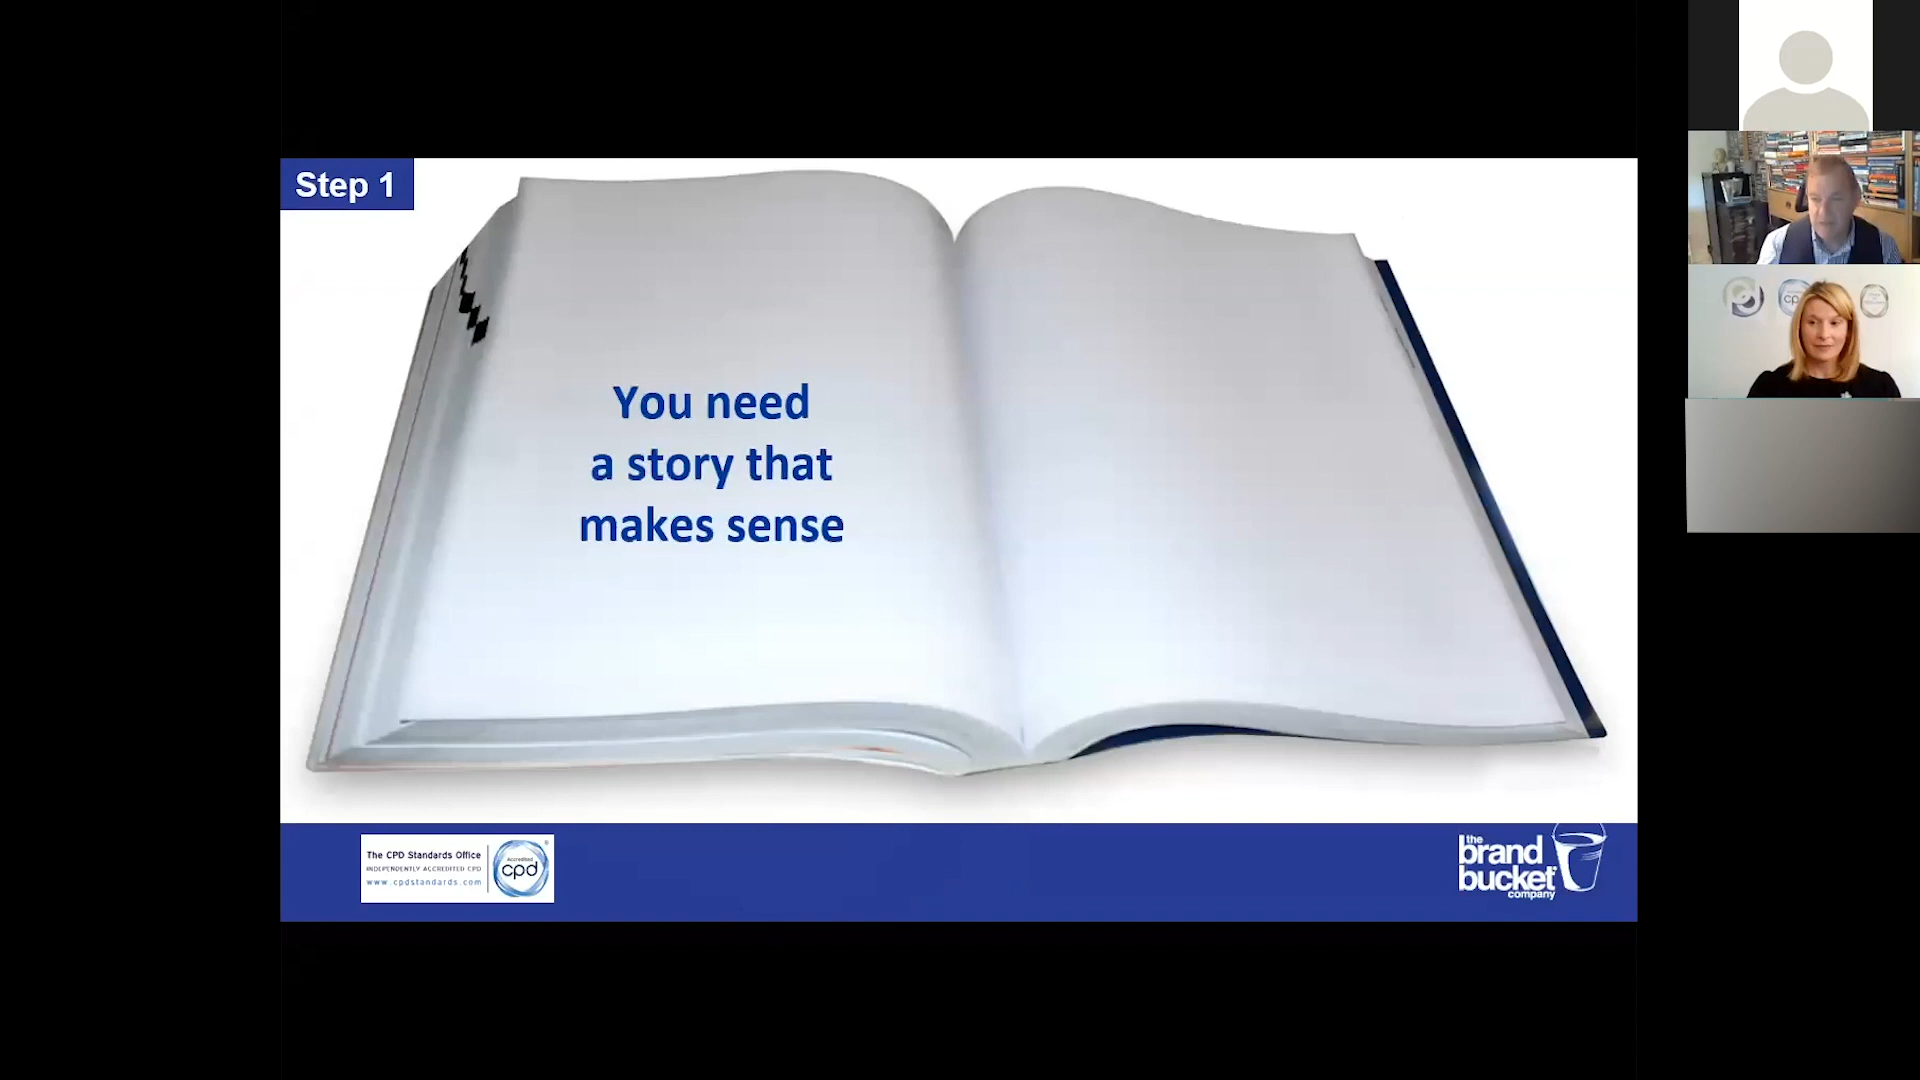 Step 1
You need
a story that
makes sense
The CPD Standards Office
INDEPENDENTLY ACCREDITED CPD
www.cpdstandards.com
Accredited
cpd
the
brand
bucket
company